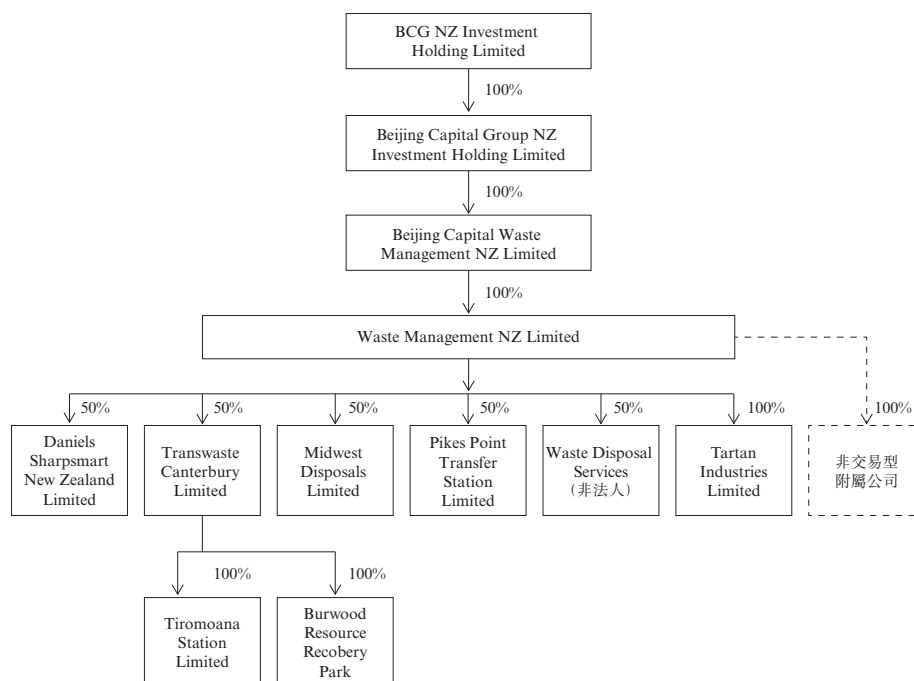 BCG NZ Investment
Holding Limited
100%
Beijing Capital Group NZ
Investment Holding Limited
100%
Beijing Capital Waste
Management NZ Limited
100%
Waste Management NZ Limited
50%
50%
50%
50%
50%
100%
100%
Daniels
Sharpsmart
New Zealand
Limited
Transwaste
Canterbury
Limited
Midwest
Disposals
Limited
Pikes Point
Transfer
Station
Limited
Waste Disposal
Services
(非法人)
Tartan
Industries
Limited
非交易型
附屬公司
100%
100%
Tiromoana
Station
Limited
Burwood
Resource
Recobery
Park